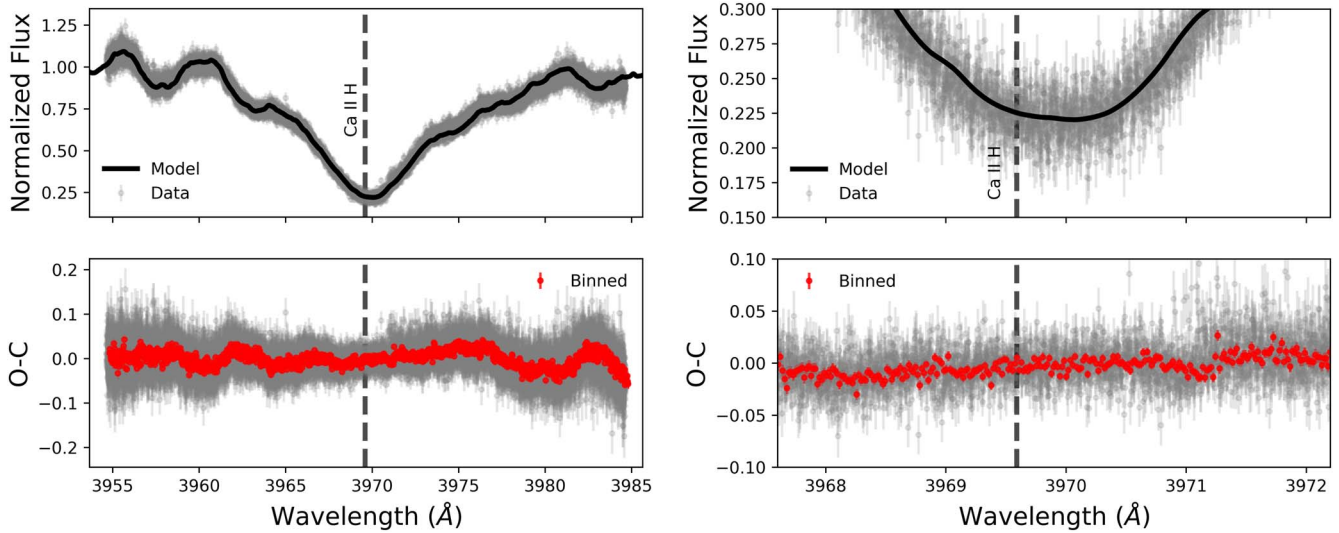 Normalized Flux
1.25
1.00
0.75
0.50
0.25
Ca II H
Model
Data
O-C
0.2
0.1
0.0
−0.1
−0.2
Binned
3955 3960 3965 3970 3975 3980 3985
Wavelength (Å)
Normalized Flux
0.300
0.275
0.250
0.225
0.200
0.175
0.150
Ca II H
Model
Data
O-C
0.10
0.05
0.00
−0.05
−0.10
Binned
3968 3969 3970 3971 3972
Wavelength (Å)